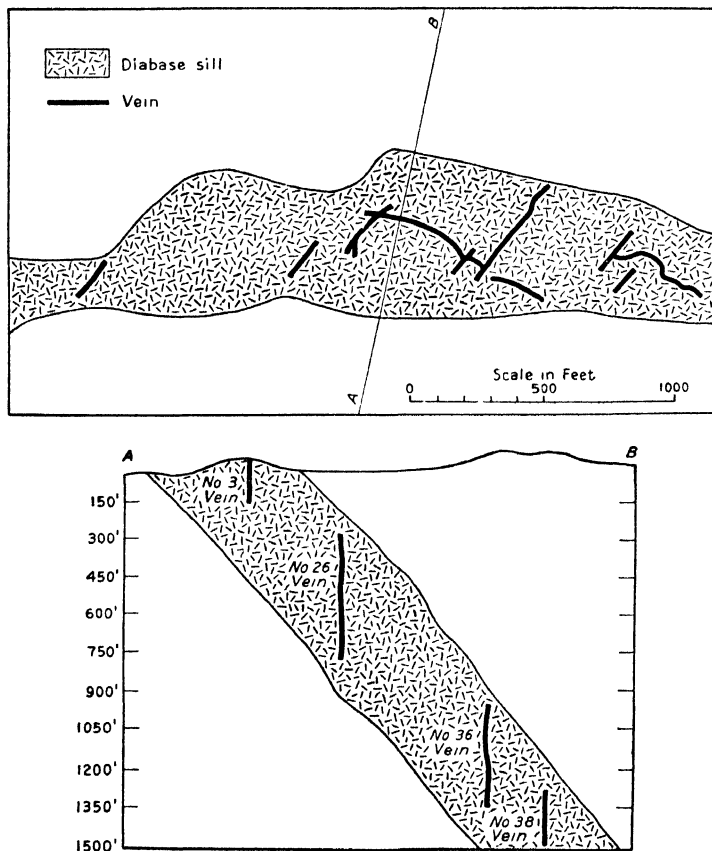 Diabase sill
Vein
B
A
Scale in Feet
0 500 1000
A B
No 3
Vein
150'
300'
No 26
Vein
450'
600'
750'
900'
No 36
Vein
1050'
1200'
1350'
No 38
Vein
1500'